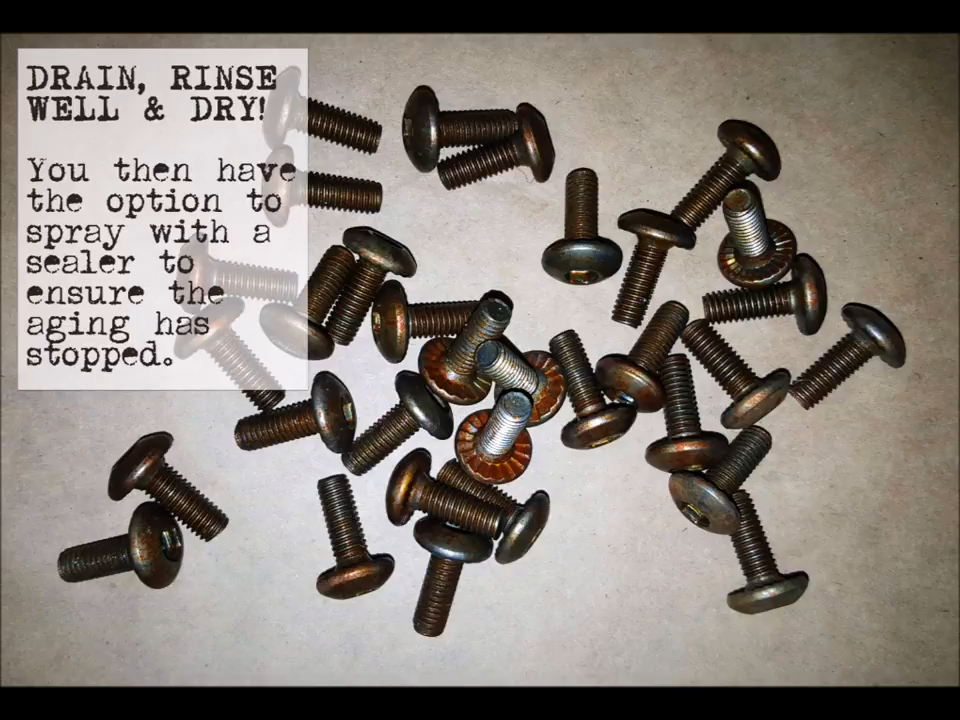 DRAIN, RINSE
WELL & DRY!
You then have
the option to
spray with a
sealer to
ensure the
aging has
stopped.